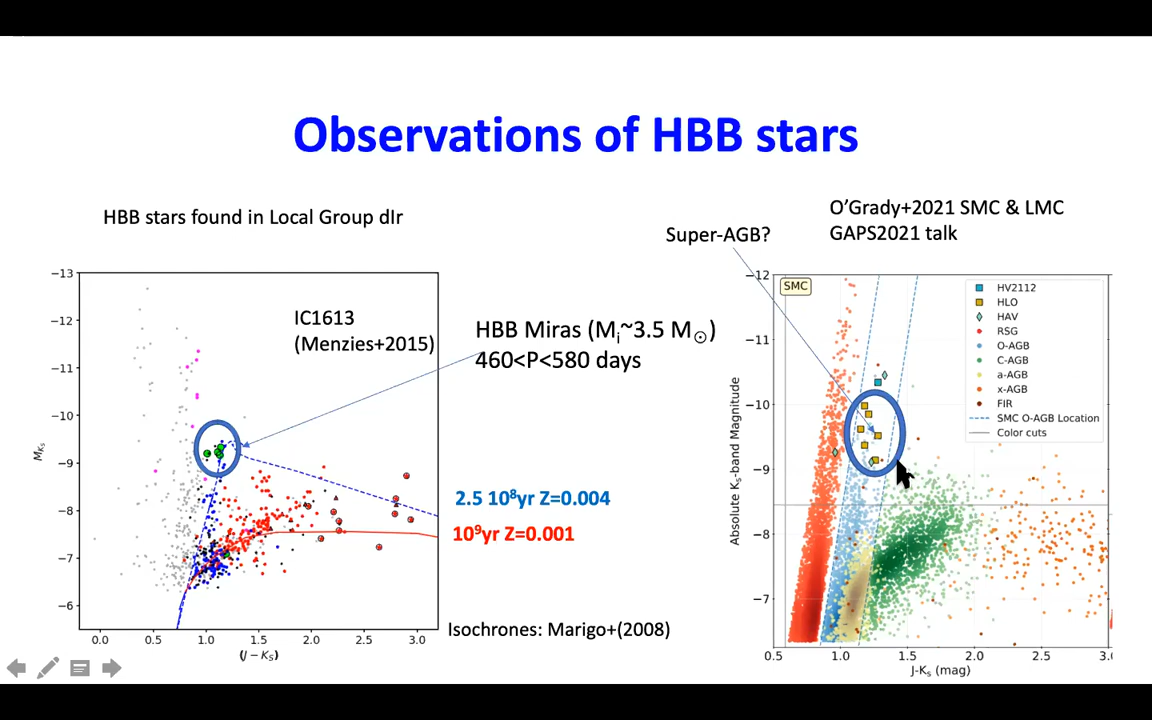 Observations of HBB stars
HBB stars found in Local Group dIr
O'Grady+2021 SMC & LMC
GAPS2021 talk
Super-AGB?
−13
−12
−11
−10
−9
−8
−7
−6
M_Ks
0.0 0.5 1.0 1.5 2.0 2.5 3.0
(J − K_S)
IC1613
(Menzies+2015)
HBB Miras (Mᵢ~3.5 M☉)
460<P<580 days
2.5 10⁸yr Z=0.004
10⁹yr Z=0.001
Isochrones: Marigo+(2008)
SMC
HV2112
HLO
HAV
RSG
O-AGB
C-AGB
a-AGB
x-AGB
FIR
SMC O-AGB Location
Color cuts
−12
−11
−10
−9
−8
−7
Absolute Kₛ-band Magnitude
0.5 1.0 1.5 2.0 2.5 3.
J-Kₛ (mag)